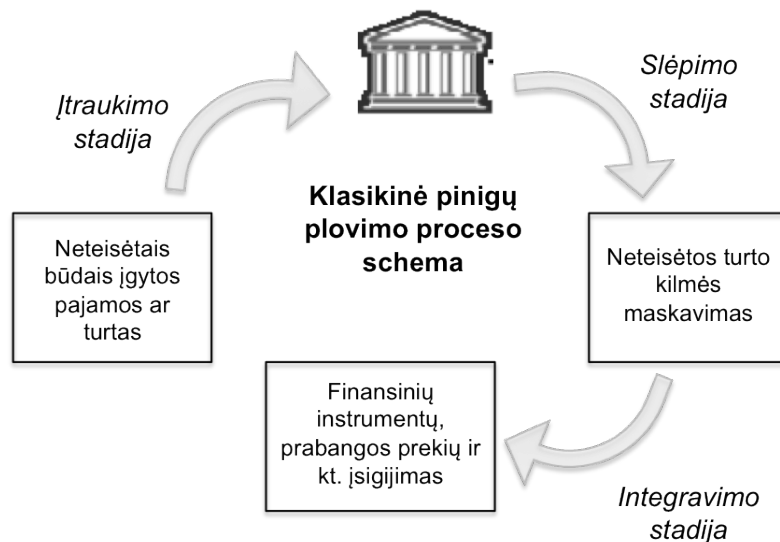 Įtraukimo
stadija
Slėpimo
stadija
Klasikinė pinigų
plovimo proceso
schema
Neteisėtais
būdais įgytos
pajamos ar
turtas
Neteisėtos turto
kilmės
maskavimas
Finansinių
instrumentų,
prabangos prekių ir
kt. įsigijimas
Integravimo
stadija